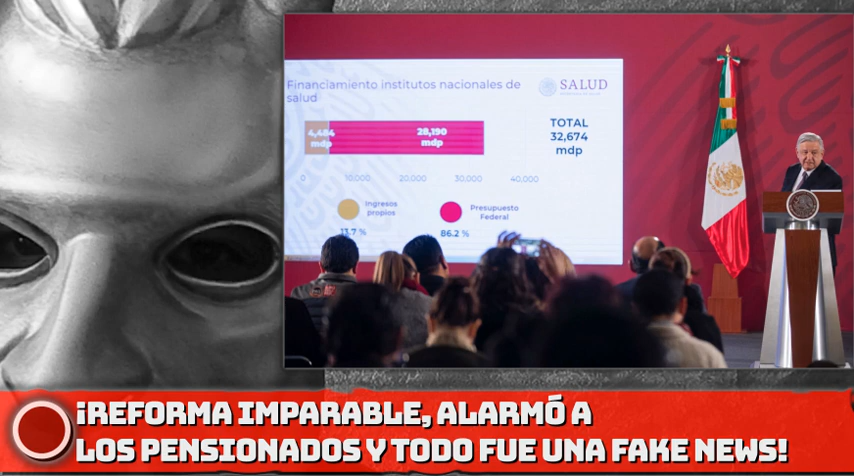 Financiamiento institutos nacionales de
salud
SALUD
4,484
mdp
28,190
mdp
TOTAL
32,674
mdp
0 10,000 20,000 30,000 40,000
Ingresos
propios
Presupuesto
Federal
13.7 %
86.2 %
¡REFORMA IMPARABLE, ALARMÓ A
LOS PENSIONADOS Y TODO FUE UNA FAKE NEWS!